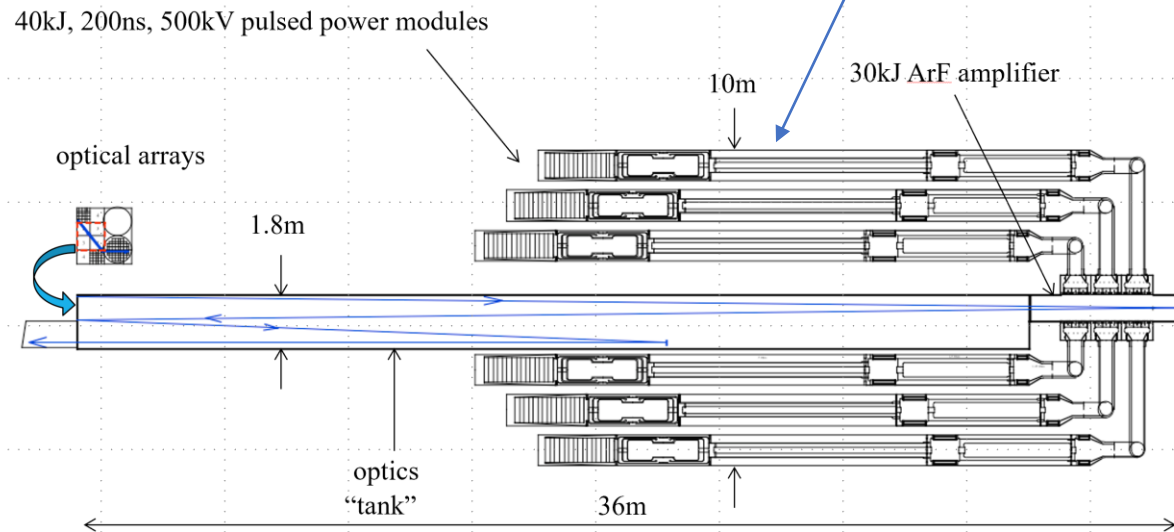 40kJ, 200ns, 500kV pulsed power modules
30kJ ArF amplifier
10m
optical arrays
1.8m
optics
“tank”
36m